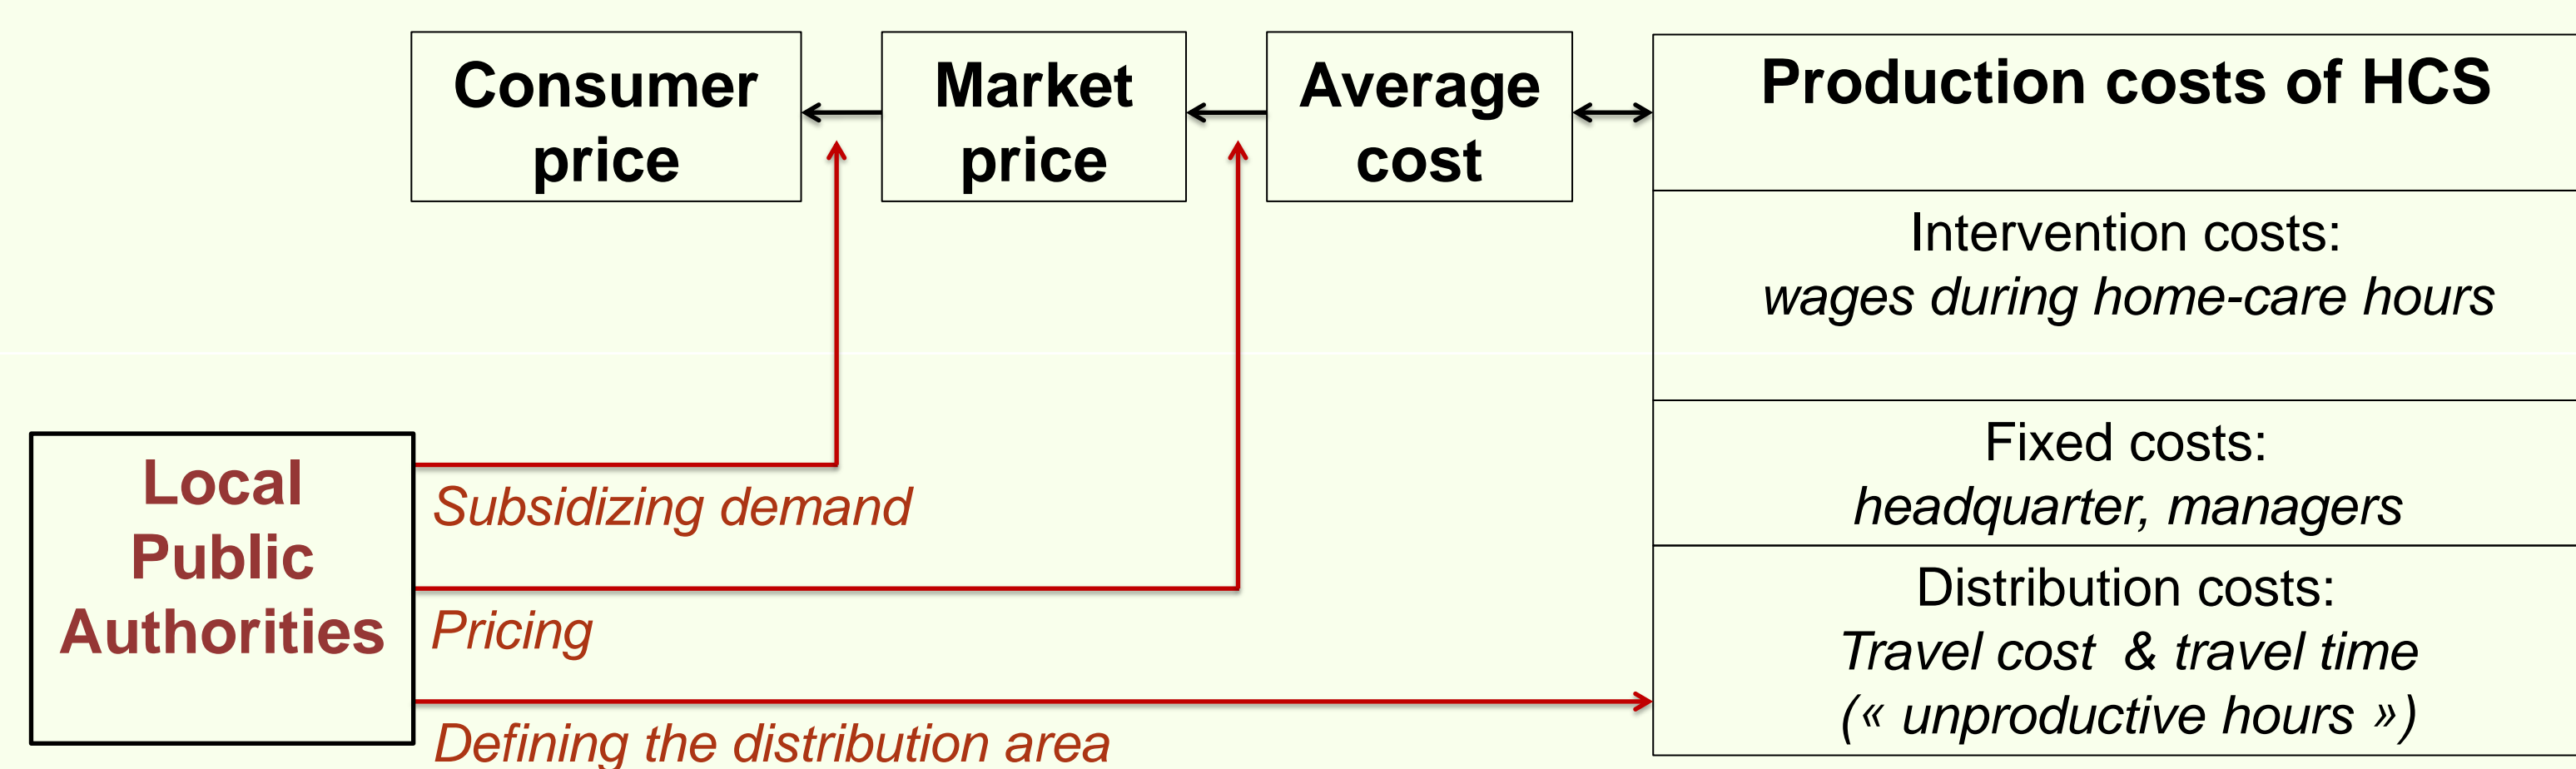 Consumer
price
Market
price
Average
cost
Production costs of HCS
Intervention costs:
wages during home-care hours
Fixed costs:
headquarter, managers
Distribution costs:
Travel cost & travel time
(« unproductive hours »)
Local
Public
Authorities
Subsidizing demand
Pricing
Defining the distribution area